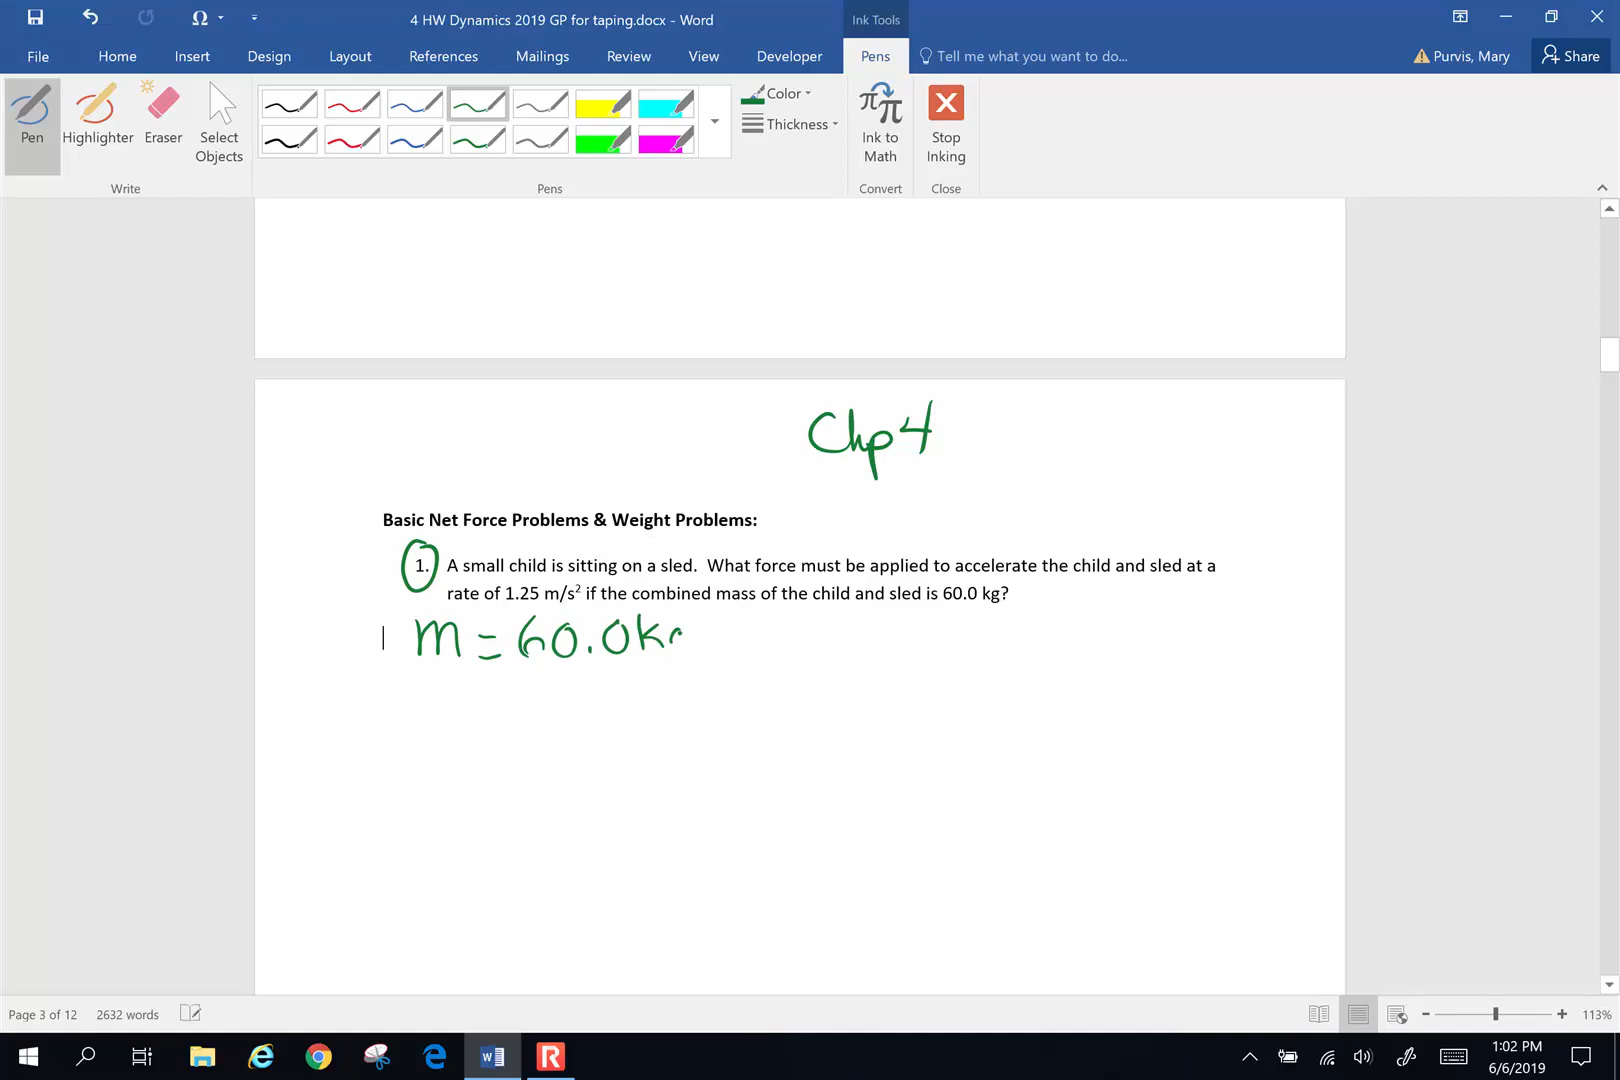 4 HW Dynamics 2019 GP for taping.docx - Word
Ink Tools
File
Home
Insert
Design
Layout
References
Mailings
Review
View
Developer
Pens
Tell me what you want to do...
Purvis, Mary
Share
Pen
Highlighter
Eraser
Select Objects
Write
Pens
Color
Thickness
Ink to Math
Convert
Stop Inking
Close
Chp 4
Basic Net Force Problems & Weight Problems:
1. A small child is sitting on a sled. What force must be applied to accelerate the child and sled at a
rate of 1.25 m/s² if the combined mass of the child and sled is 60.0 kg?
m = 60.0 k
Page 3 of 12
2632 words
113%
1:02 PM
6/6/2019